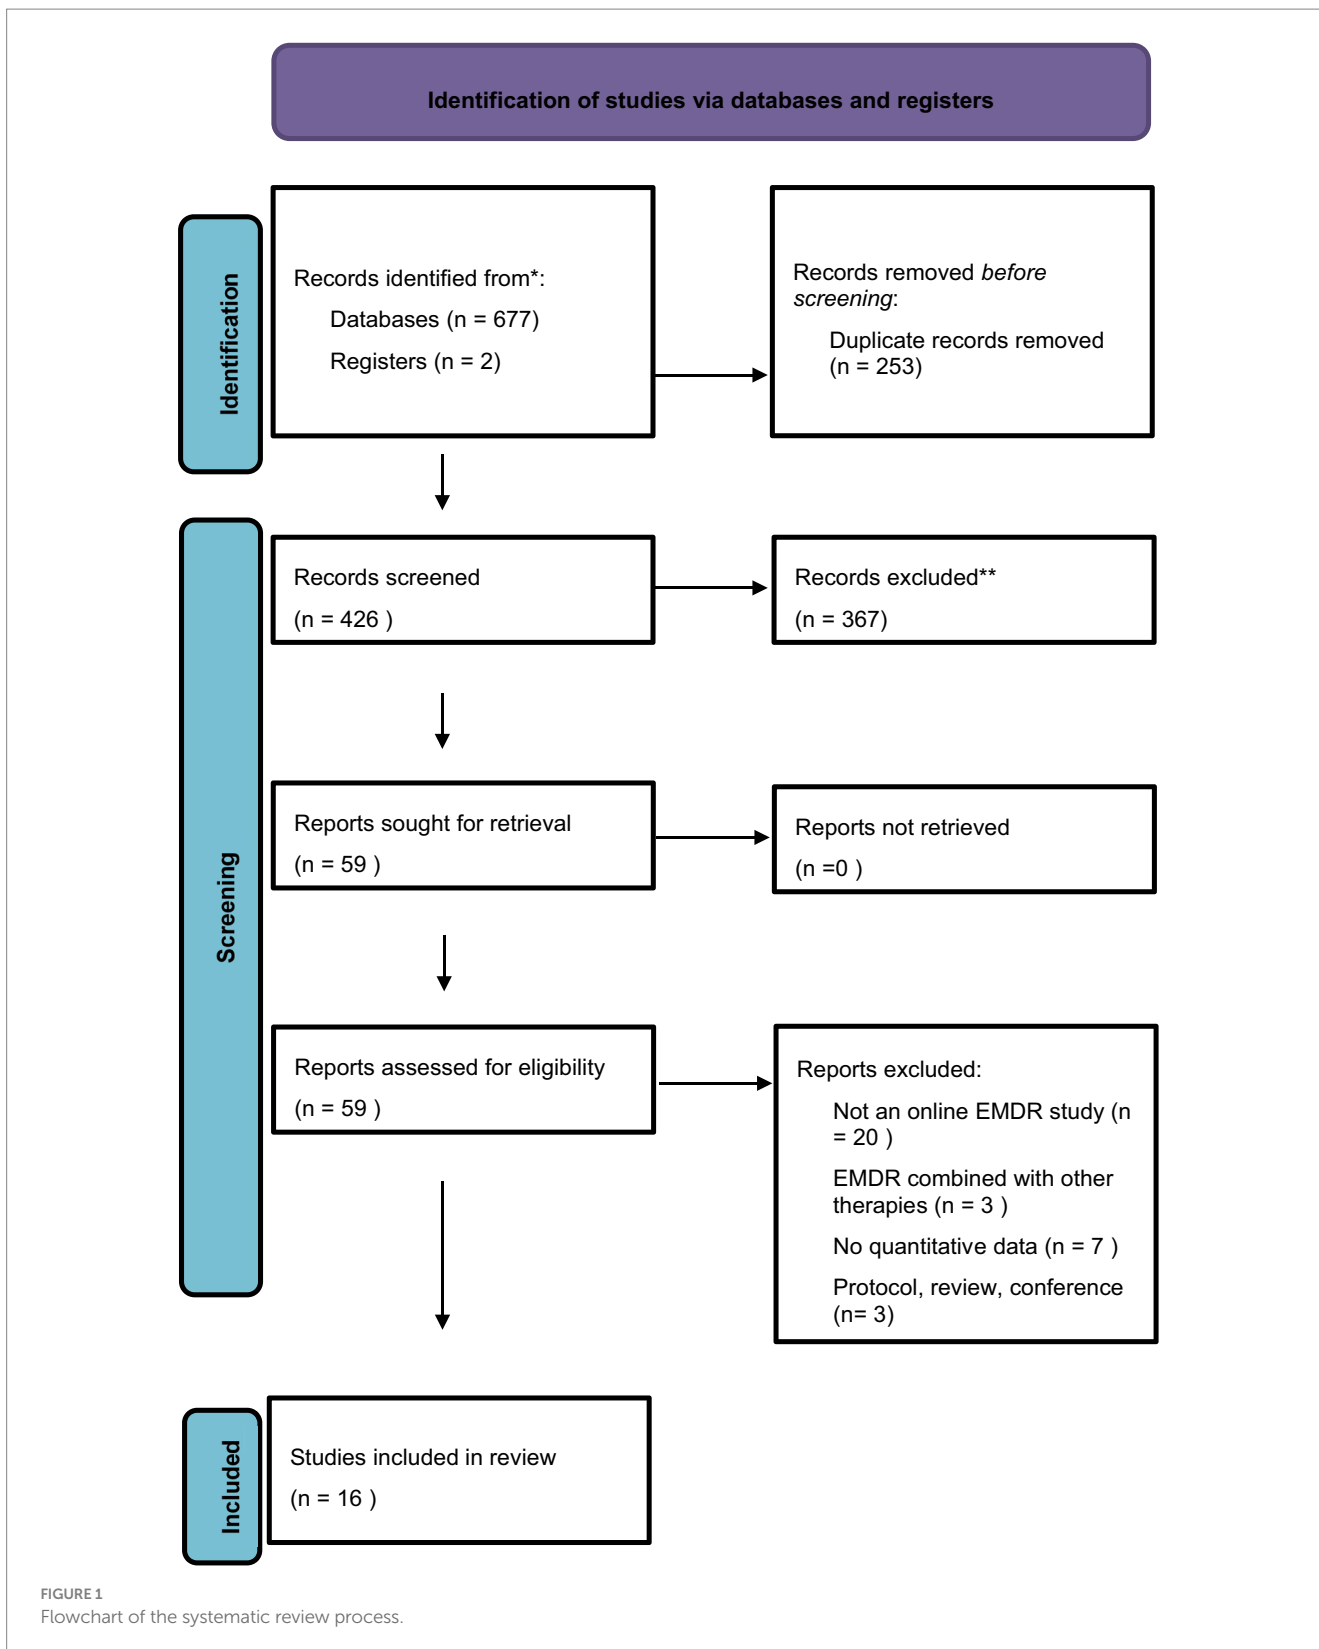 Identification of studies via databases and registers
Identification
Records identified from*:
Databases (n = 677)
Registers (n = 2)
Records removed before
screening:
Duplicate records removed
(n = 253)
Screening
Records screened
(n = 426 )
Records excluded**
(n = 367)
Reports sought for retrieval
(n = 59 )
Reports not retrieved
(n =0 )
Reports assessed for eligibility
(n = 59 )
Reports excluded:
Not an online EMDR study (n
= 20 )
EMDR combined with other
therapies (n = 3 )
No quantitative data (n = 7 )
Protocol, review, conference
(n= 3)
Included
Studies included in review
(n = 16 )
FIGURE 1
Flowchart of the systematic review process.